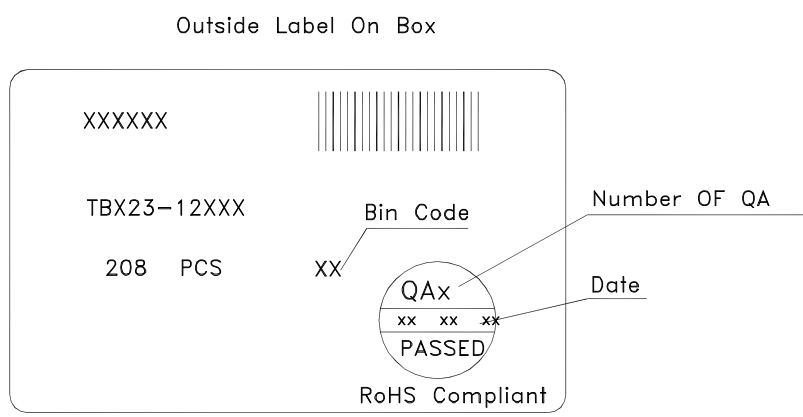 Outside Label On Box
XXXXXX
TBX23-12XXX
Bin Code
Number OF QA
208 PCS
XX
QAx
Date
xx xx xx
PASSED
RoHS Compliant